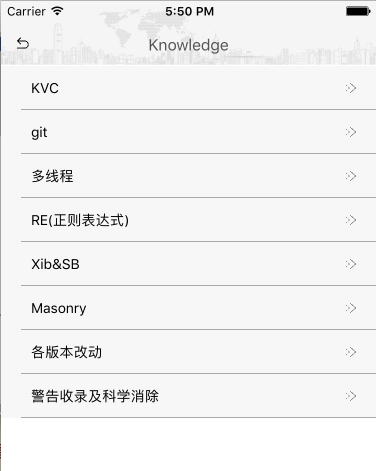 Carrier 5:50 PM
Knowledge
KVC
git
多线程
RE(正则表达式)
Xib&SB
Masonry
各版本改动
警告收录及科学消除